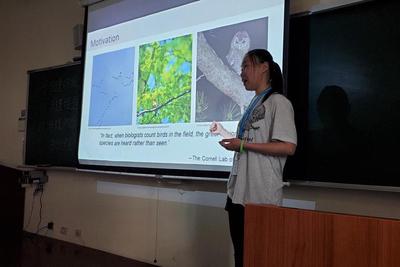 Motivation
"In fact, when biologists count birds in the field, the gre
species are heard rather than seen."
—The Cornell Lab o